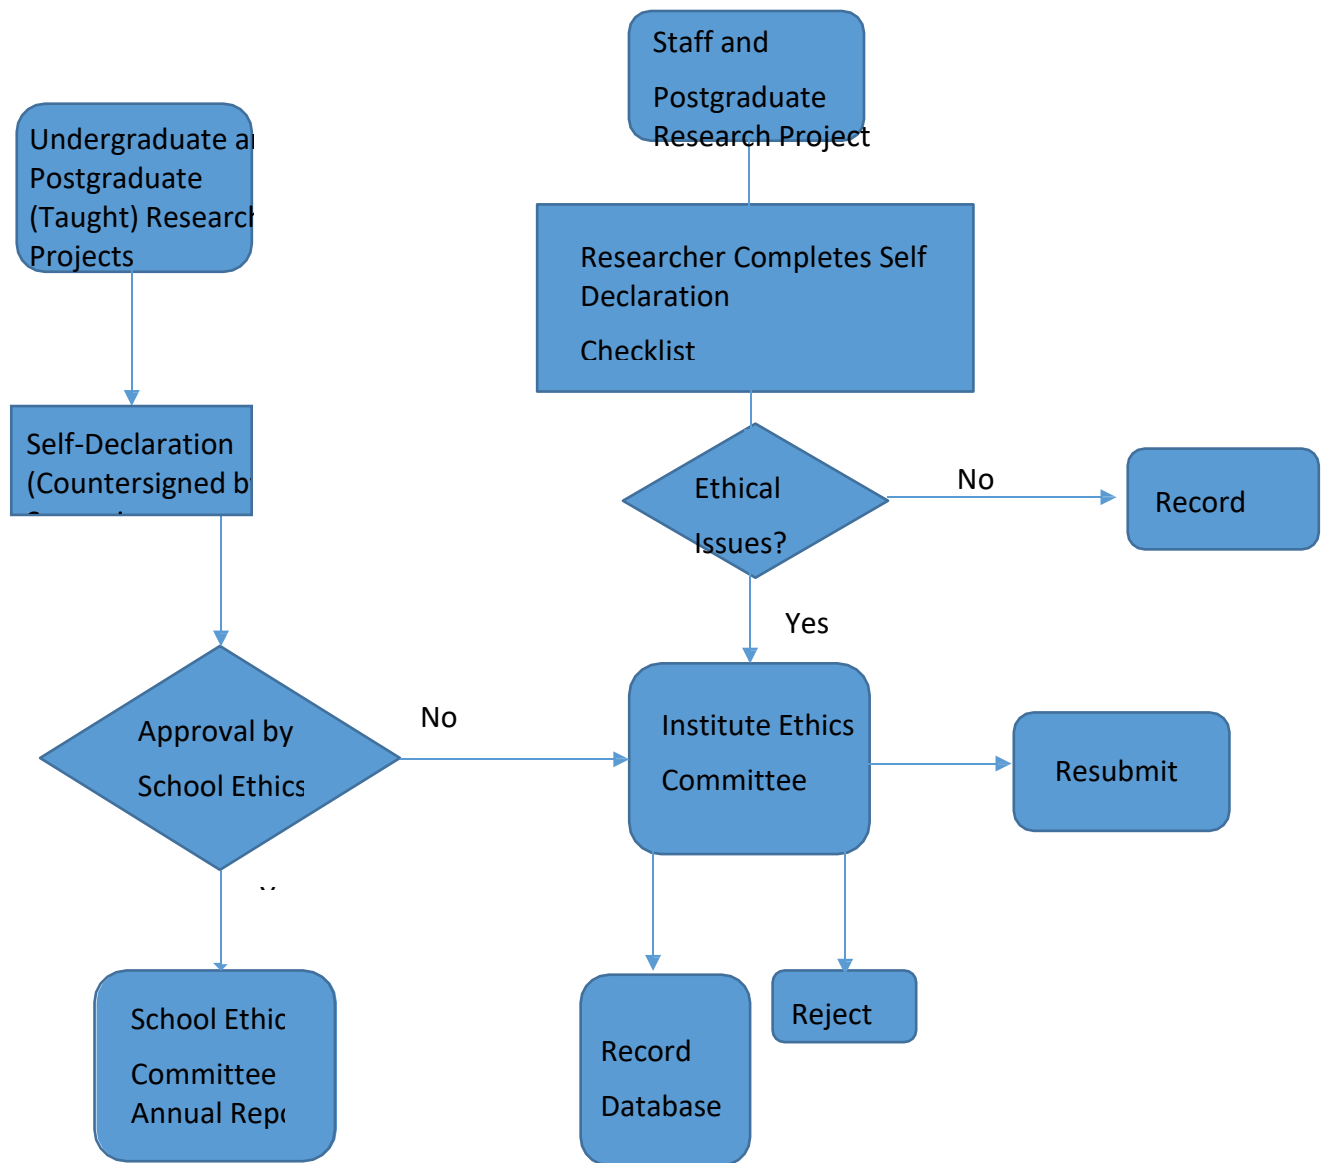 Staff and
Postgraduate
Research Project
Undergraduate
Postgraduate
(Taught) Research
Projects
Researcher Completes Self
Declaration
Checklist
Self-Declaration
(Countersigned
Ethical
Issues?
No
Record
Yes
Approval by
School Ethics
No
Institute Ethics
Committee
Resubmit
School
Committee
Annual
Record
Database
Reject